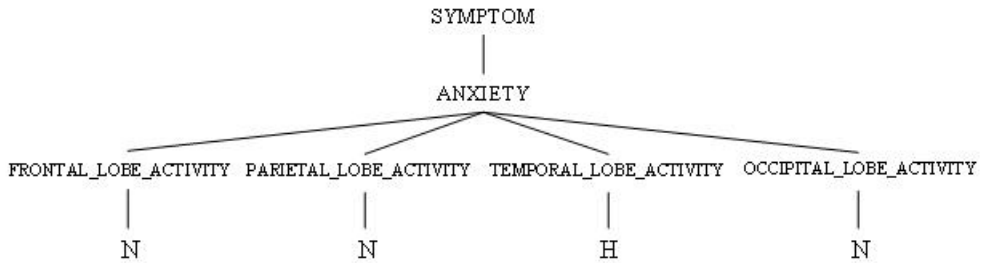 SYMPTOM
ANXIETY
FRONTAL_LOBE_ACTIVITY PARIETAL_LOBE_ACTIVITY TEMPORAL_LOBE_ACTIVITY OCCIPITAL_LOBE_ACTIVITY
N N H N